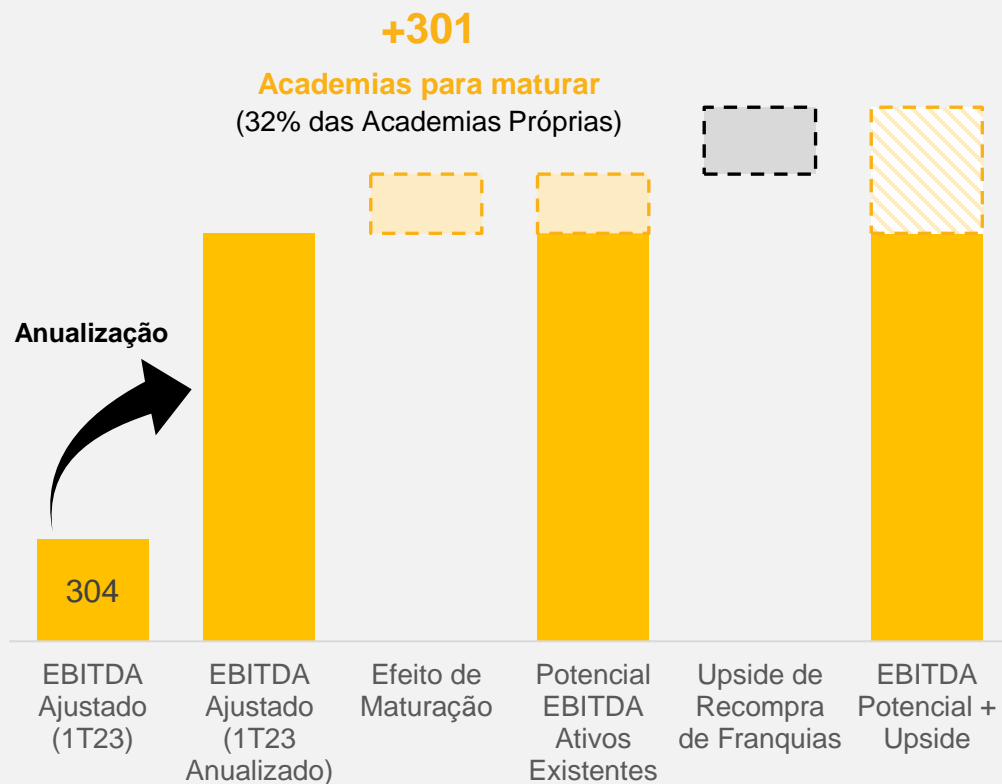 +301
Academias para maturar
(32% das Academias Próprias)
Anualização
304
EBITDA
Ajustado
(1T23)
EBITDA
Ajustado
(1T23
Anualizado)
Efeito de
Maturação
Potencial
EBITDA
Ativos
Existentes
Upside de
Recompra
de Franquias
EBITDA
Potencial +
Upside